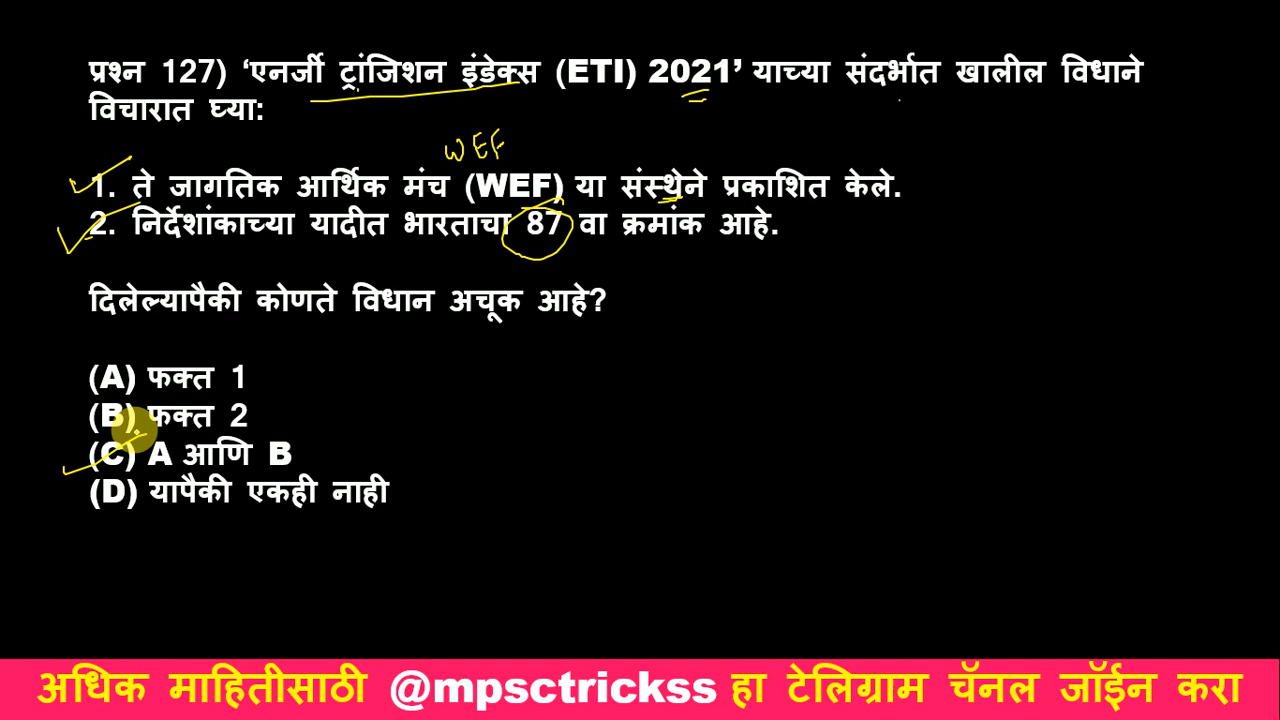 प्रश्न 127) ‘एनर्जी ट्रांजिशन इंडेक्स (ETI) 2021’ याच्या संदर्भात खालील विधाने
विचारात घ्या:
WEF
1. ते जागतिक आर्थिक मंच (WEF) या संस्थेने प्रकाशित केले.
2. निर्देशांकाच्या यादीत भारताचा 87 वा क्रमांक आहे.
दिलेल्यापैकी कोणते विधान अचूक आहे?
(A) फक्त 1
(B) फक्त 2
(C) A आणि B
(D) यापैकी एकही नाही
अधिक माहितीसाठी @mpsctrickss हा टेलिग्राम चॅनल जॉईन करा